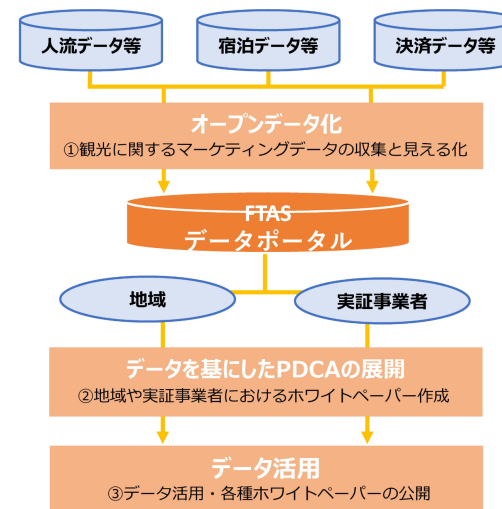 人流データ等
宿泊データ等
決済データ等
オープンデータ化
①観光に関するマーケティングデータの収集と見える化
FTAS
データポータル
地域
実証事業者
データを基にしたPDCAの展開
②地域や実証事業者におけるホワイトペーパー作成
データ活用
③データ活用・各種ホワイトペーパーの公開